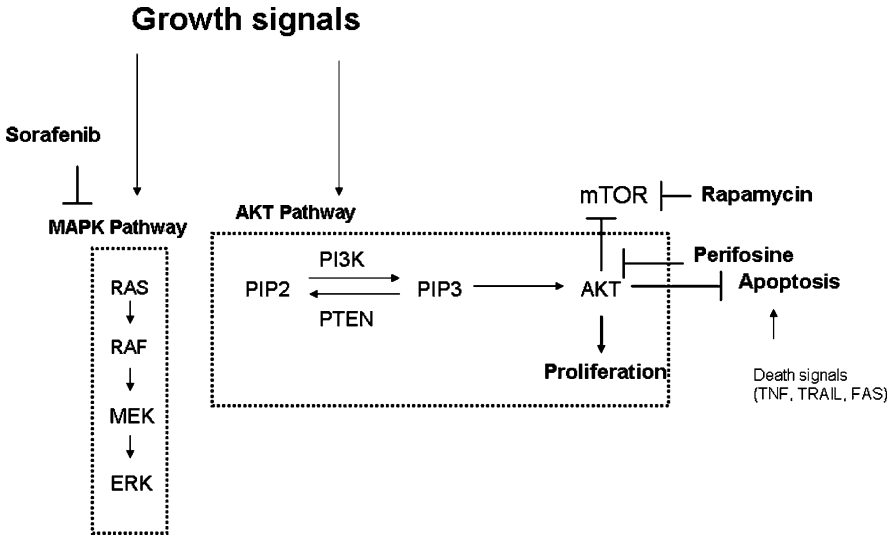 Growth signals
Sorafenib
MAPK Pathway
AKT Pathway
mTOR
Rapamycin
Perifosine
Apoptosis
RAS
RAF
MEK
ERK
PIP2
PI3K
PTEN
PIP3
AKT
Proliferation
Death signals
(TNF, TRAIL, FAS)